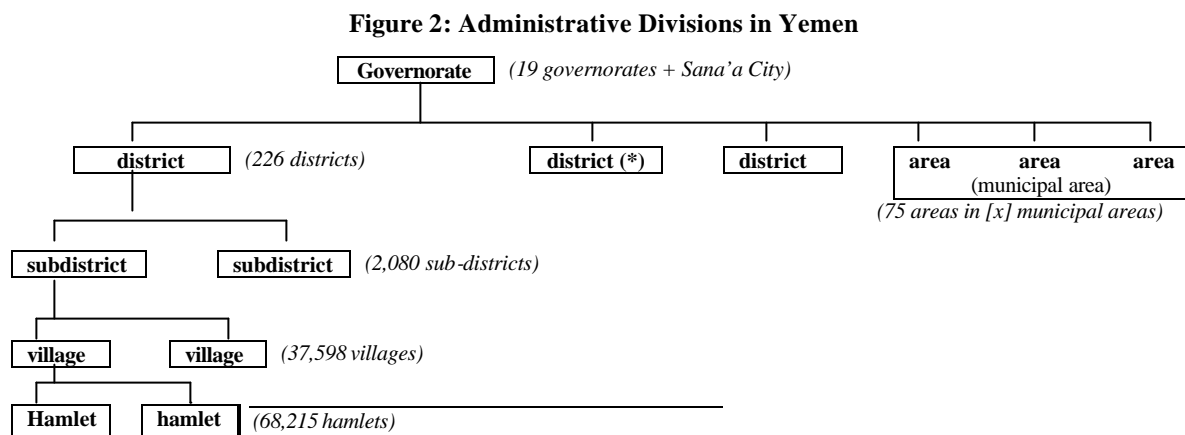 Figure 2: Administrative Divisions in Yemen
Governorate (19 governorates + Sana'a City)
district (226 districts) district (*) district area area area
(municipal area)
(75 areas in [x] municipal areas)
subdistrict subdistrict (2,080 sub-districts)
village village (37,598 villages)
Hamlet hamlet (68,215 hamlets)